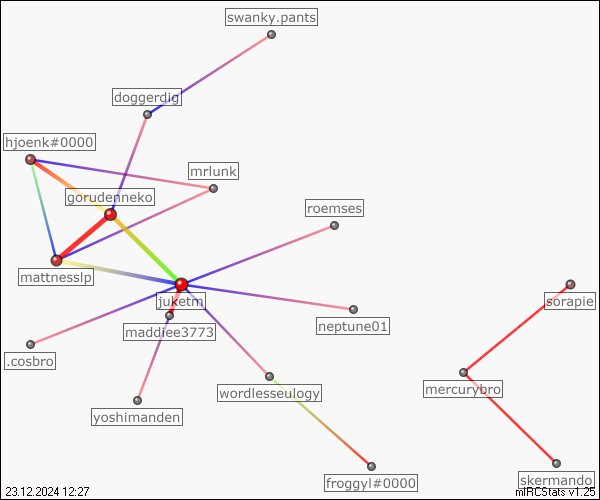 swanky.pants
doggerdig
hjoenk#0000
mrlunk
gorudenneko
roemses
mattnesslp
sorapie
juketm
neptune01
maddiee3773
.cosbro
mercurybro
wordlesseulogy
yoshimanden
froggyl#0000
skermando
23.12.2024 12:27
mIRCStats v1.25